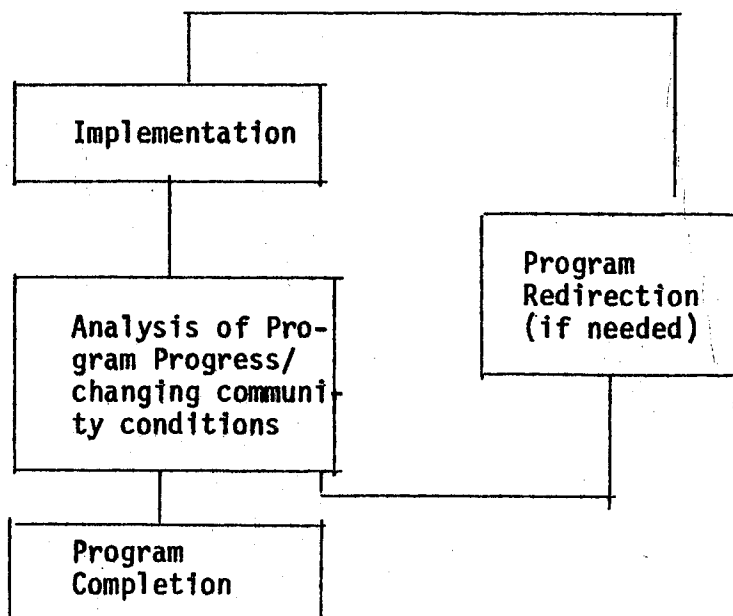 Implementation
Program
Redirection
(if needed)
Analysis of Pro-
gram Progress/
changing communi-
ty conditions
Program
Completion